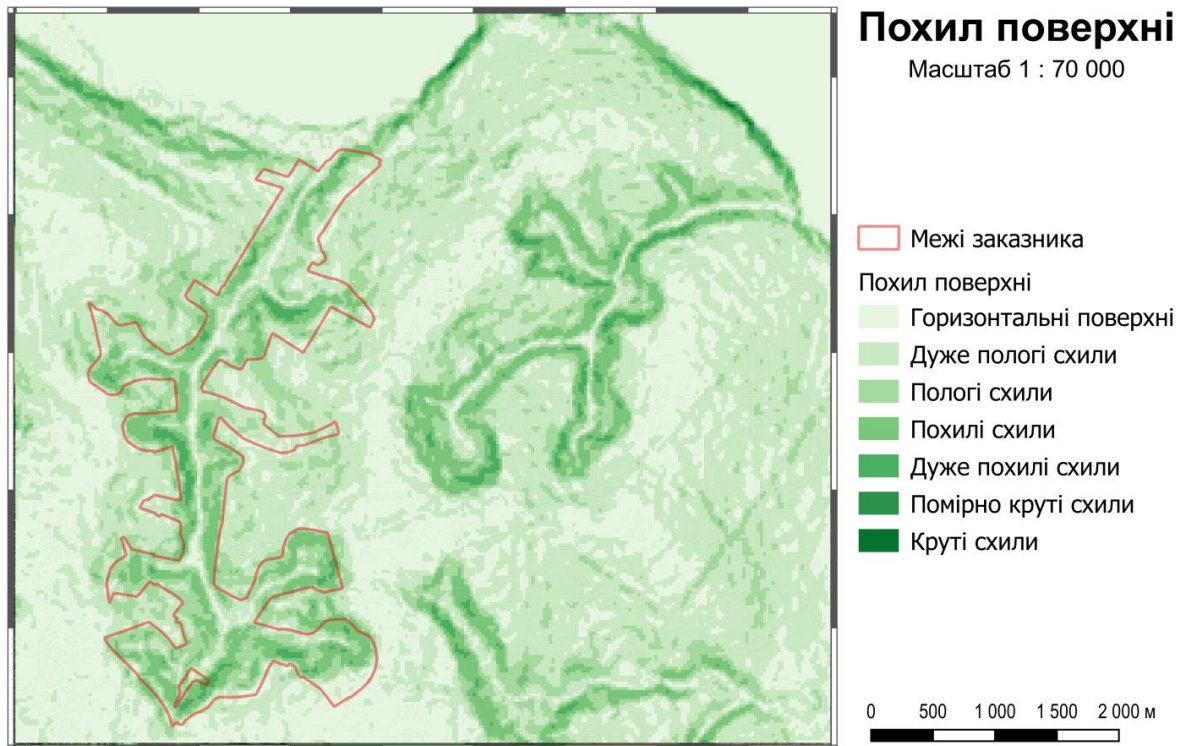 Похил поверхні
Масштаб 1 : 70 000
Межі заказника
Похил поверхні
Горизонтальні поверхні
Дуже пологі схили
Пологі схили
Похилі схили
Дуже похилі схили
Помірно круті схили
Круті схили
0 500 1 000 1 500 2 000 м